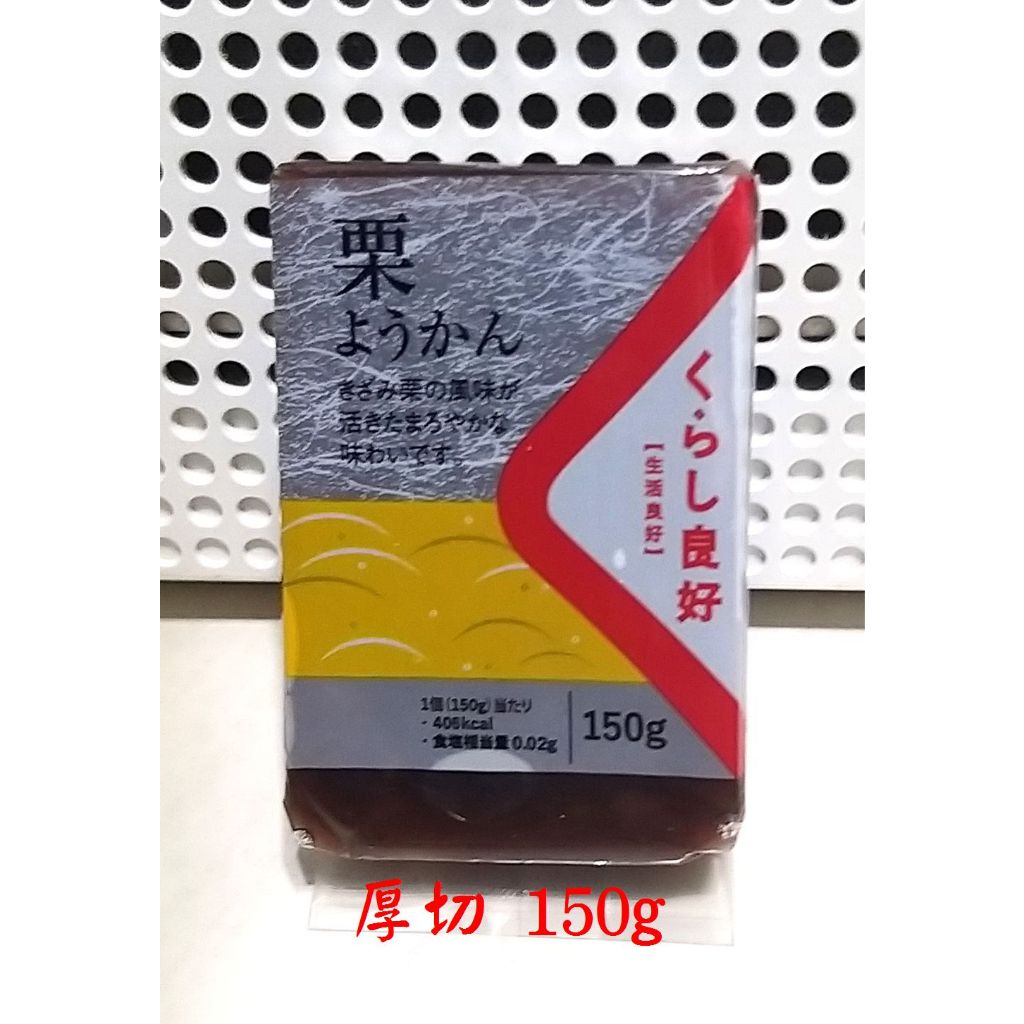 栗
ようかん
きざみ栗の風味が
活きたまろやかな
味わいです。
くらし良好
【生活良好】
1個(150g)当たり
・406kcal
・食塩相当量0.02g
150g
厚切 150g